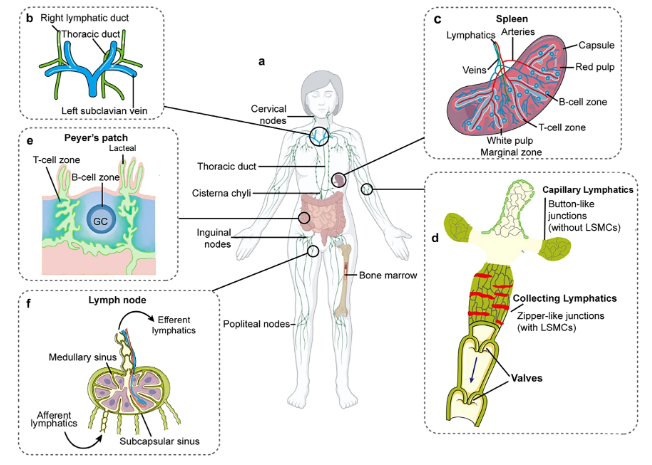 b
Right lymphatic duct
Thoracic duct
Left subclavian vein
a
Cervical
nodes
Thoracic duct
Cisterna chyli
Inguinal
nodes
Bone marrow
Popliteal nodes
c
Spleen
Lymphatics
Arteries
Veins
Capsule
Red pulp
B-cell zone
T-cell zone
White pulp
Marginal zone
e
Peyer's patch
T-cell zone
Lacteal
B-cell zone
GC
d
Capillary Lymphatics
Button-like
junctions
(without LSMCs)
Collecting Lymphatics
Zipper-like junctions
(with LSMCs)
Valves
f
Lymph node
Efferent
lymphatics
Medullary sinus
Afferent
lymphatics
Subcapsular sinus